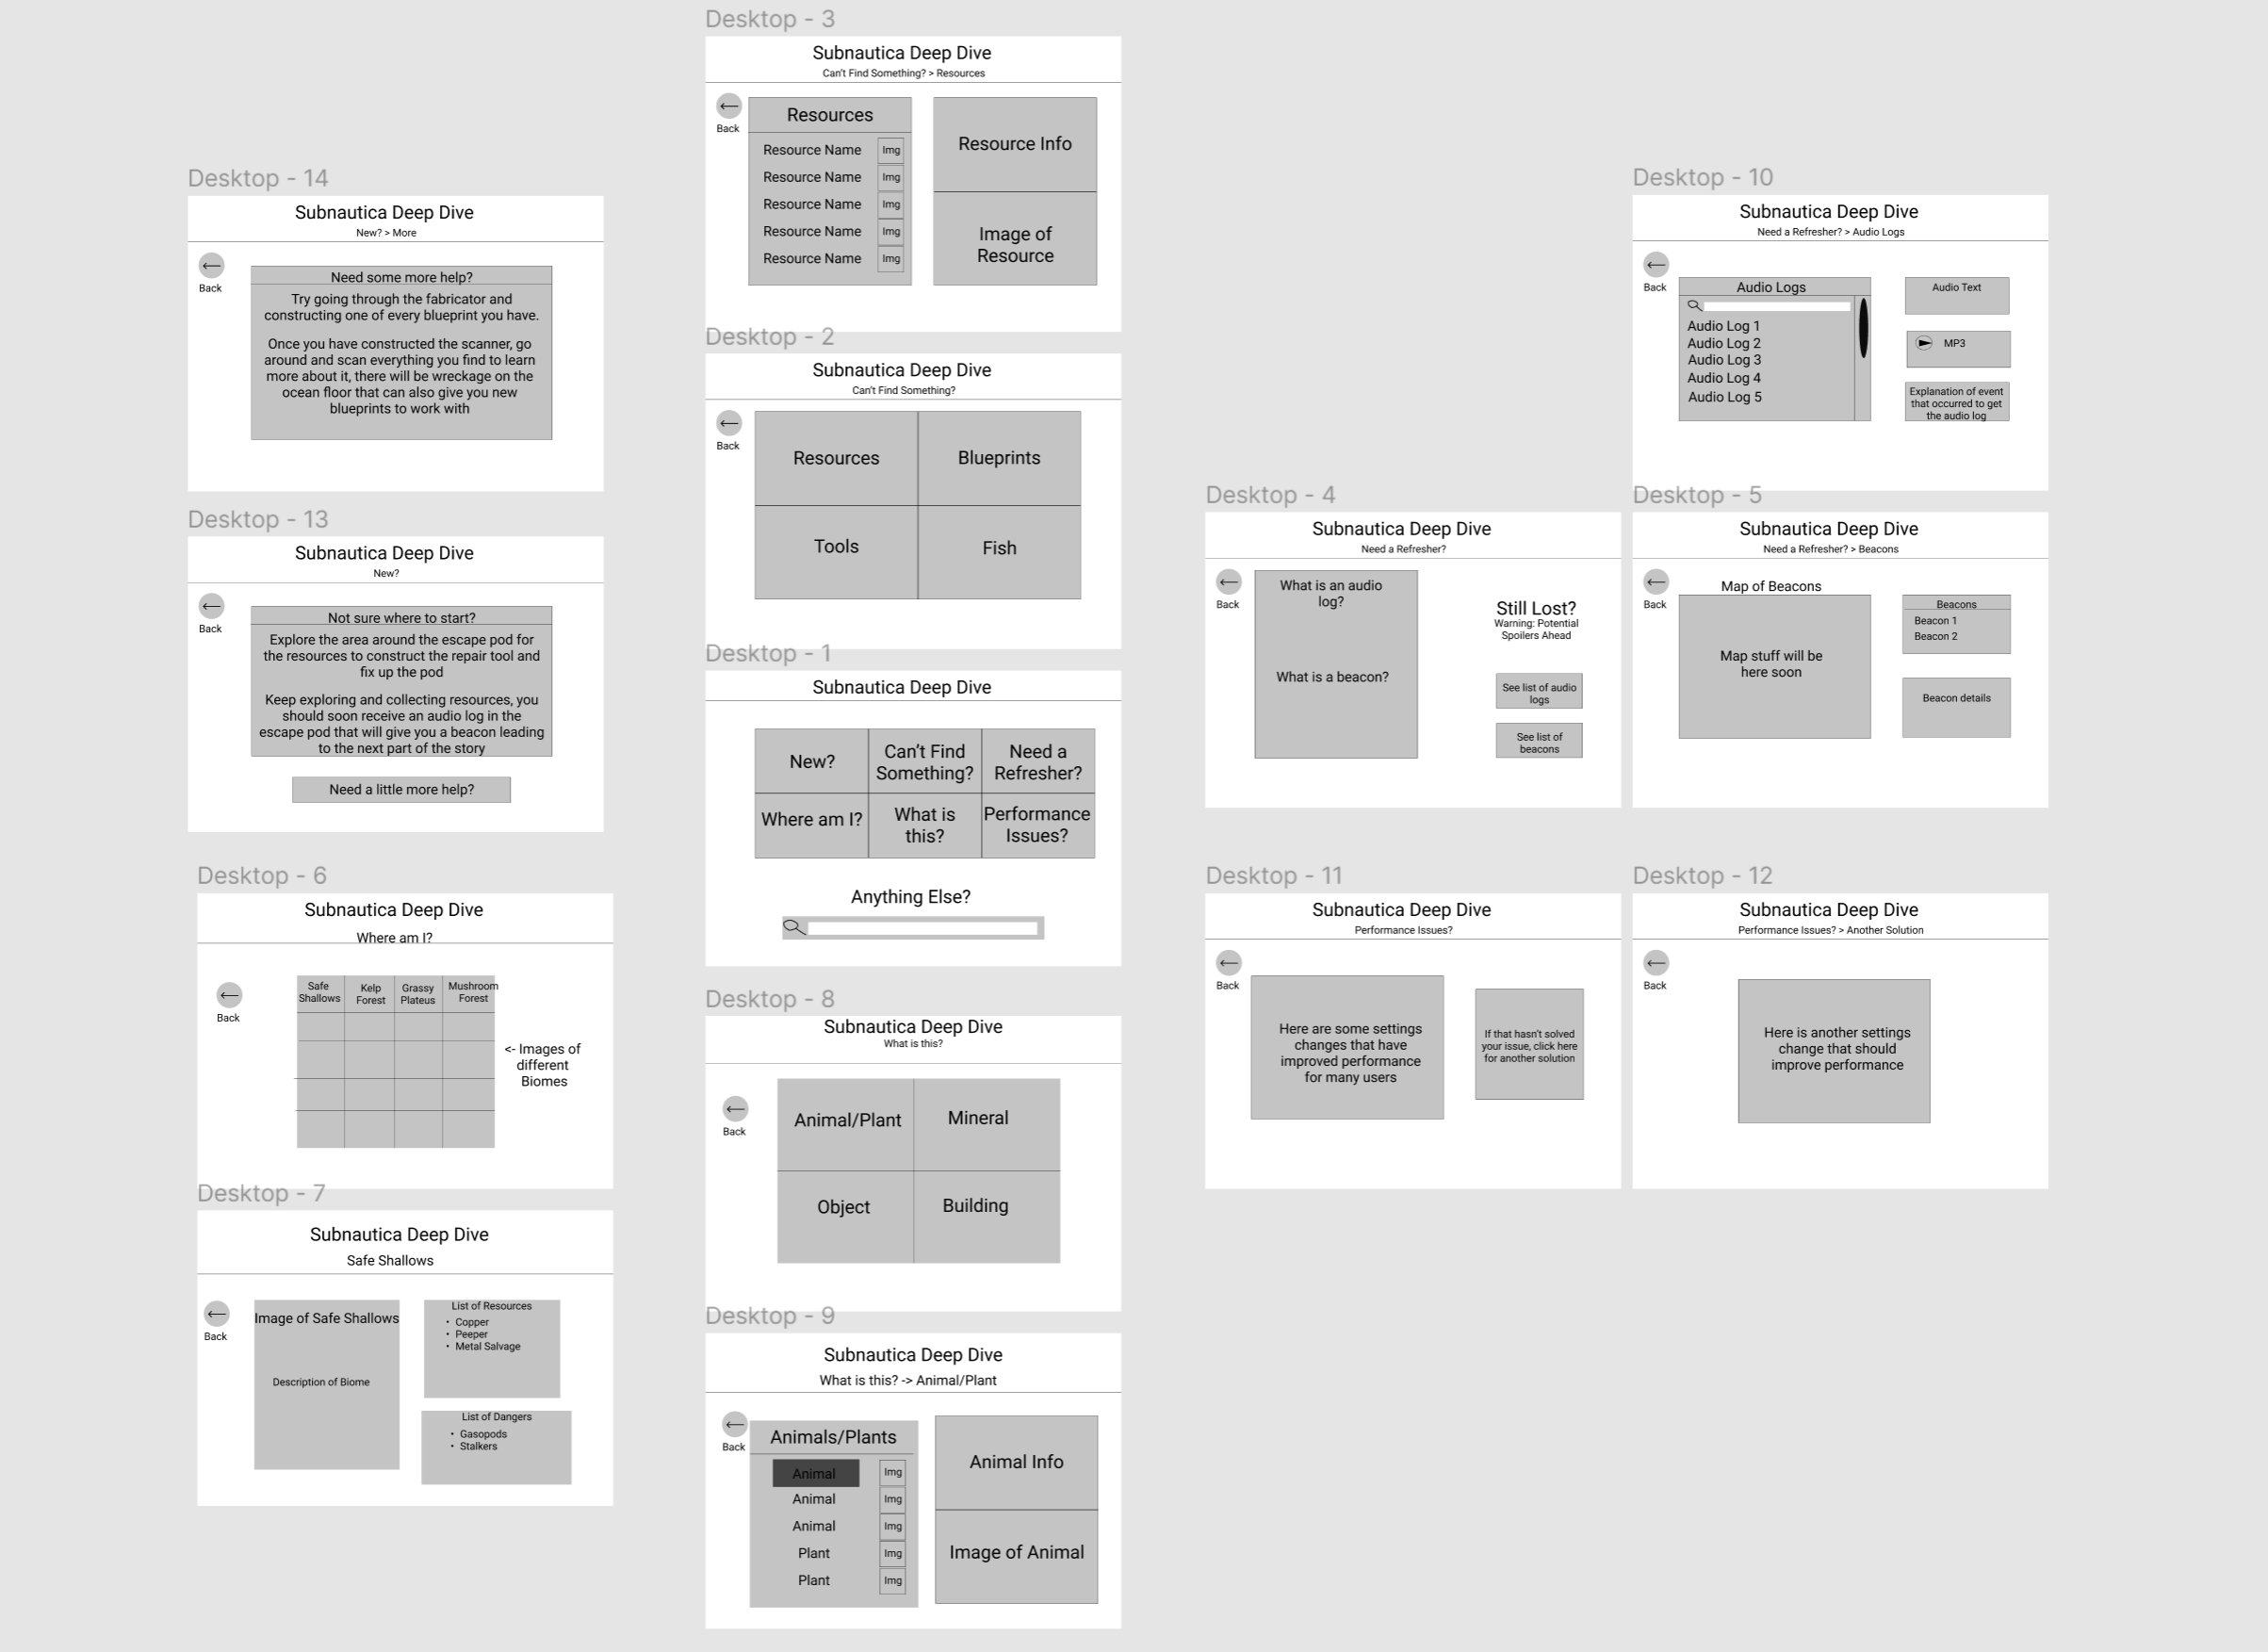 Desktop - 3
Subnautica Deep Dive
Can't Find Something? > Resources
Back
Resources
Resource Name Img
Resource Name Img
Resource Name Img
Resource Name Img
Resource Name Img
Resource Info
Image of
Resource
Desktop - 14
Subnautica Deep Dive
New? > More
Back
Need some more help?
Try going through the fabricator and
constructing one of every blueprint you have.
Once you have constructed the scanner, go
around and scan everything you find to learn
more about it, there will be wreckage on the
ocean floor that can also give you new
blueprints to work with
Desktop - 10
Subnautica Deep Dive
Need a Refresher? > Audio Logs
Back
Audio Logs
Audio Log 1
Audio Log 2
Audio Log 3
Audio Log 4
Audio Log 5
Audio Text
MP3
Explanation of event
that occurred to get
the audio log
Desktop - 2
Subnautica Deep Dive
Can't Find Something?
Back
Resources
Blueprints
Tools
Fish
Desktop - 13
Subnautica Deep Dive
New?
Back
Not sure where to start?
Explore the area around the escape pod for
the resources to construct the repair tool and
fix up the pod
Keep exploring and collecting resources, you
should soon receive an audio log in the
escape pod that will give you a beacon leading
to the next part of the story
Need a little more help?
Desktop - 4
Subnautica Deep Dive
Need a Refresher?
Back
What is an audio
log?
What is a beacon?
Still Lost?
Warning: Potential
Spoilers Ahead
See list of audio
logs
See list of
beacons
Desktop - 5
Subnautica Deep Dive
Need a Refresher? > Beacons
Back
Map of Beacons
Map stuff will be
here soon
Beacons
Beacon 1
Beacon 2
Beacon details
Desktop - 1
Subnautica Deep Dive
New?
Can't Find
Something?
Need a
Refresher?
Where am I?
What is
this?
Performance
Issues?
Anything Else?
Desktop - 6
Subnautica Deep Dive
Where am I?
Back
Safe
Shallows
Kelp
Forest
Grassy
Plateus
Mushroom
Forest
<- Images of
different
Biomes
Desktop - 11
Subnautica Deep Dive
Performance Issues?
Back
Here are some settings
changes that have
improved performance
for many users
If that hasn't solved
your issue, click here
for another solution
Desktop - 12
Subnautica Deep Dive
Performance Issues? > Another Solution
Back
Here is another settings
change that should
improve performance
Desktop - 8
Subnautica Deep Dive
What is this?
Back
Animal/Plant
Mineral
Object
Building
Desktop - 7
Subnautica Deep Dive
Safe Shallows
Back
Image of Safe Shallows
Description of Biome
List of Resources
• Copper
• Peeper
• Metal Salvage
List of Dangers
• Gasopods
• Stalkers
Desktop - 9
Subnautica Deep Dive
What is this? -> Animal/Plant
Back
Animals/Plants
Animal Img
Animal Img
Animal Img
Plant Img
Plant Img
Animal Info
Image of Animal